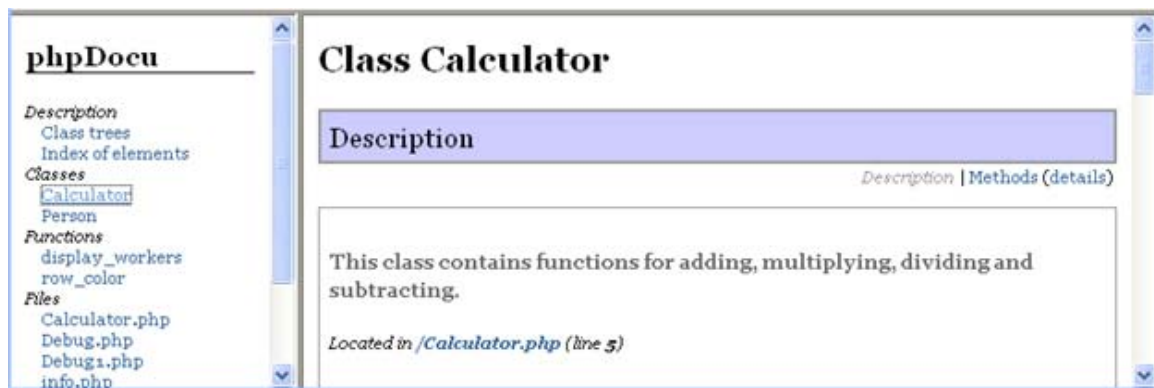 phpDocu
Description
Class trees
Index of elements
Classes
Calculator
Person
Functions
display_workers
row_color
Files
Calculator.php
Debug.php
Debug1.php
info.php
Class Calculator
Description
Description | Methods (details)
This class contains functions for adding, multiplying, dividing and
subtracting.
Located in /Calculator.php (line 5)